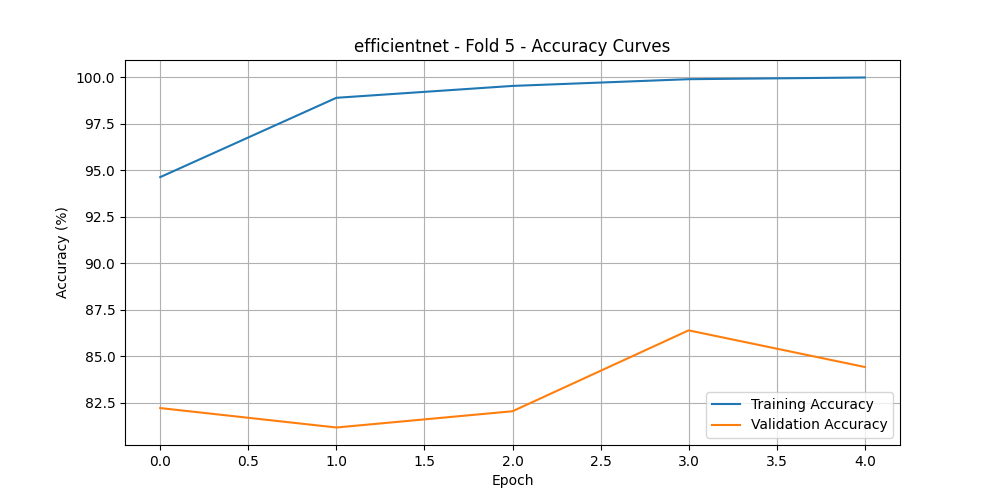 efficientnet - Fold 5 - Accuracy Curves
Accuracy (%)
100.0
97.5
95.0
92.5
90.0
87.5
85.0
82.5
Training Accuracy
Validation Accuracy
0.0 0.5 1.0 1.5 2.0 2.5 3.0 3.5 4.0
Epoch